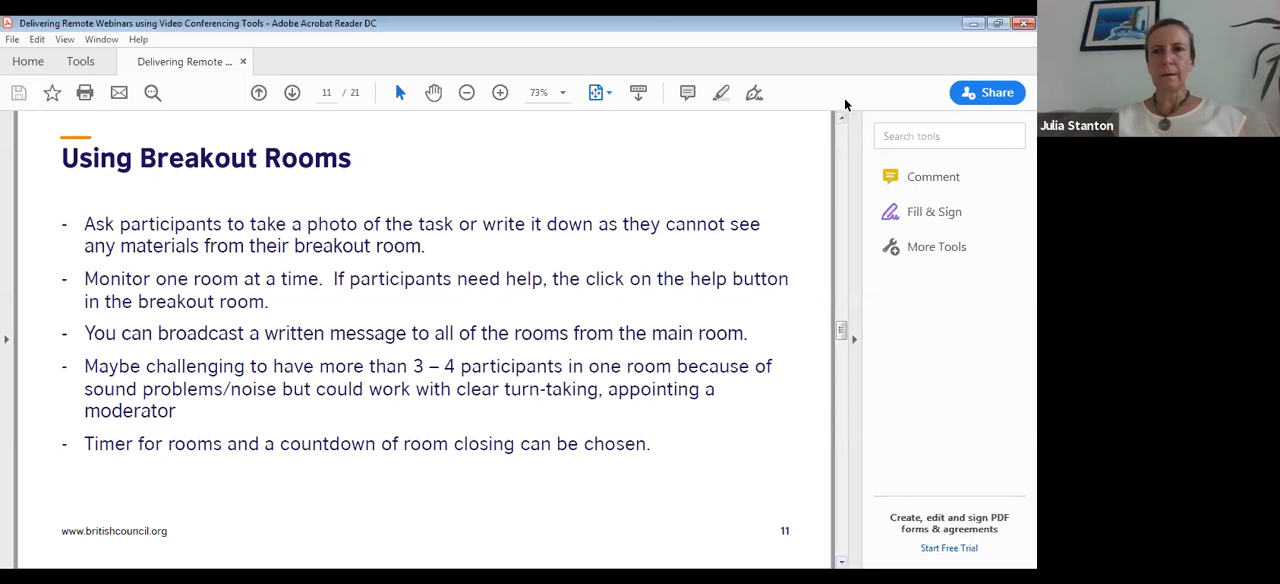 Delivering Remote Webinars using Video Conferencing Tools - Adobe Acrobat Reader DC
File Edit View Window Help
Home Tools Delivering Remote ... ×
11 / 21 73% Share
Julia Stanton
Search tools
Comment
Fill & Sign
More Tools
Create, edit and sign PDF
forms & agreements
Start Free Trial
Using Breakout Rooms
- Ask participants to take a photo of the task or write it down as they cannot see
any materials from their breakout room.
- Monitor one room at a time. If participants need help, the click on the help button
in the breakout room.
- You can broadcast a written message to all of the rooms from the main room.
- Maybe challenging to have more than 3 – 4 participants in one room because of
sound problems/noise but could work with clear turn-taking, appointing a
moderator
- Timer for rooms and a countdown of room closing can be chosen.
www.britishcouncil.org 11